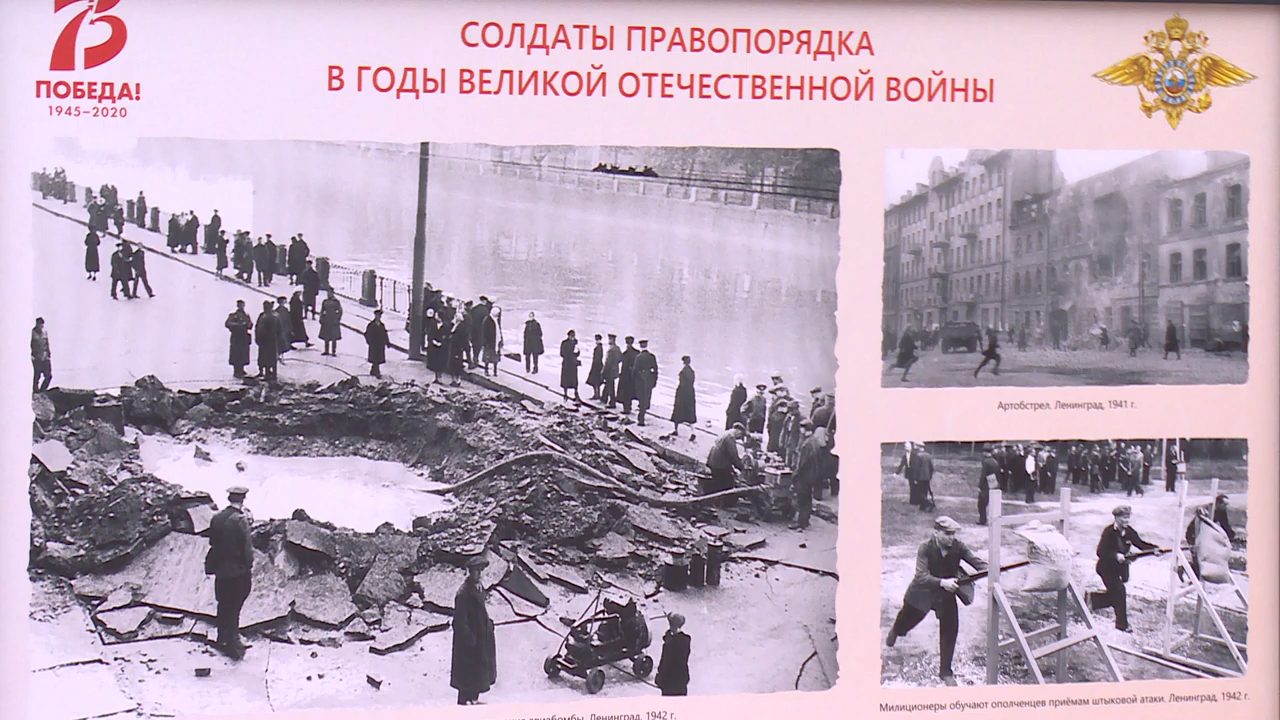 75
ПОБЕДА!
1945–2020
СОЛДАТЫ ПРАВОПОРЯДКА
В ГОДЫ ВЕЛИКОЙ ОТЕЧЕСТВЕННОЙ ВОЙНЫ
Артобстрел. Ленинград, 1941 г.
Милиционеры обучают ополченцев приёмам штыковой атаки. Ленинград, 1942 г.
авиабомбы. Ленинград, 1942 г.